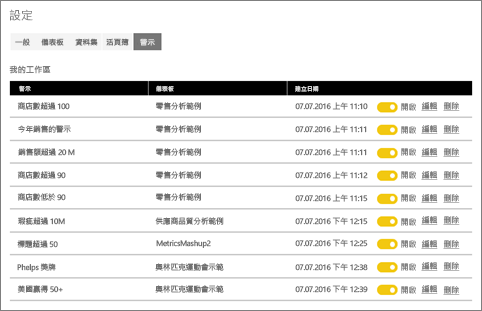 設定
一般 儀表板 資料集 活頁簿 警示
我的工作區
警示 儀表板 建立日期
商店數超過 100 零售分析範例 07.07.2016 上午 11:10 開啟 編輯 刪除
今年銷售的警示 零售分析範例 07.07.2016 上午 11:11 開啟 編輯 刪除
銷售額超過 20 M 零售分析範例 07.07.2016 上午 11:11 開啟 編輯 刪除
商店數超過 90 零售分析範例 07.07.2016 上午 11:12 開啟 編輯 刪除
商店數低於 90 零售分析範例 07.07.2016 上午 11:15 開啟 編輯 刪除
瑕疵超過 10M 供應商品質分析範例 07.07.2016 下午 12:15 開啟 編輯 刪除
標題超過 50 MetricsMashup2 07.07.2016 下午 12:25 開啟 編輯 刪除
Phelps 獎牌 奧林匹克運動會示範 07.07.2016 下午 12:38 開啟 編輯 刪除
美國贏得 50+ 奧林匹克運動會示範 07.07.2016 下午 12:39 開啟 編輯 刪除